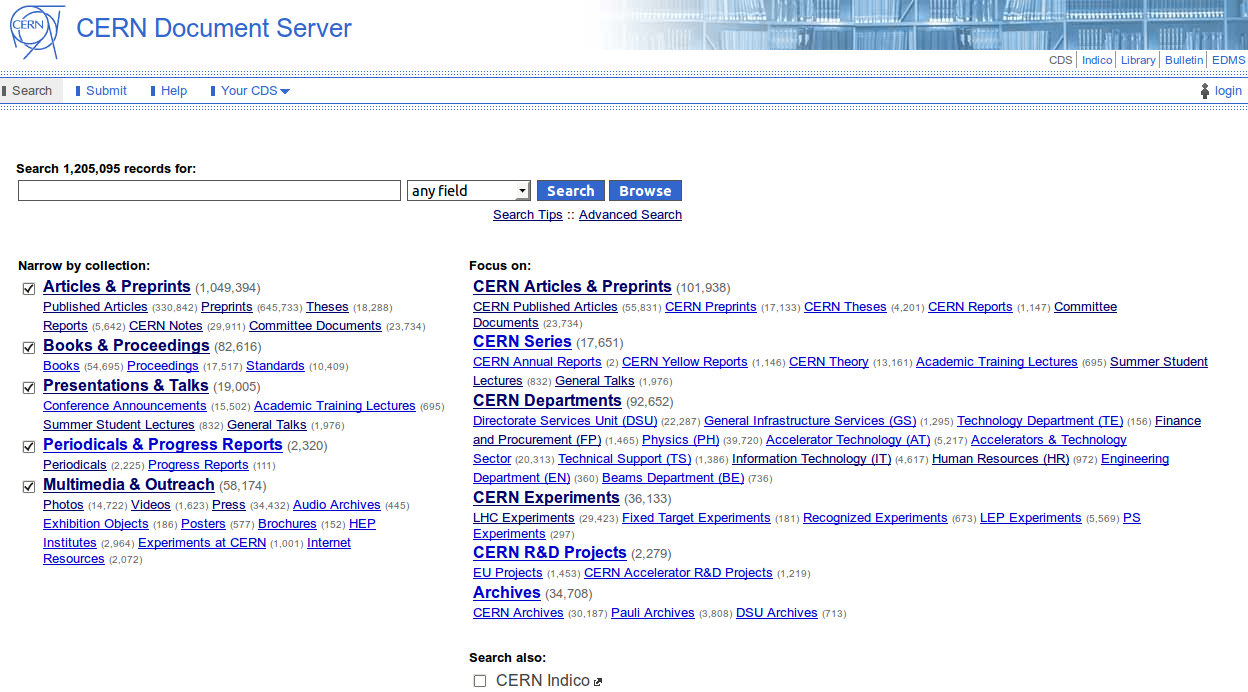 CERN CERN Document Server
CDS Indico Library Bulletin EDMS
Search Submit Help Your CDS login
Search 1,205,095 records for:
any field Search Browse
Search Tips :: Advanced Search
Narrow by collection:
Articles & Preprints (1,049,394)
Published Articles (330,842) Preprints (645,733) Theses (18,288)
Reports (5,642) CERN Notes (29,911) Committee Documents (23,734)
Books & Proceedings (82,616)
Books (54,695) Proceedings (17,517) Standards (10,409)
Presentations & Talks (19,005)
Conference Announcements (15,502) Academic Training Lectures (695)
Summer Student Lectures (832) General Talks (1,976)
Periodicals & Progress Reports (2,320)
Periodicals (2,225) Progress Reports (111)
Multimedia & Outreach (58,174)
Photos (14,722) Videos (1,623) Press (34,432) Audio Archives (445)
Exhibition Objects (186) Posters (577) Brochures (152) HEP
Institutes (2,964) Experiments at CERN (1,001) Internet
Resources (2,072)
Focus on:
CERN Articles & Preprints (101,938)
CERN Published Articles (55,831) CERN Preprints (17,133) CERN Theses (4,201) CERN Reports (1,147) Committee
Documents (23,734)
CERN Series (17,651)
CERN Annual Reports (2) CERN Yellow Reports (1,146) CERN Theory (13,161) Academic Training Lectures (695) Summer Student
Lectures (832) General Talks (1,976)
CERN Departments (92,652)
Directorate Services Unit (DSU) (22,287) General Infrastructure Services (GS) (1,295) Technology Department (TE) (156) Finance
and Procurement (FP) (1,465) Physics (PH) (39,720) Accelerator Technology (AT) (5,217) Accelerators & Technology
Sector (20,313) Technical Support (TS) (1,386) Information Technology (IT) (4,617) Human Resources (HR) (972) Engineering
Department (EN) (360) Beams Department (BE) (736)
CERN Experiments (36,133)
LHC Experiments (29,423) Fixed Target Experiments (181) Recognized Experiments (673) LEP Experiments (5,569) PS
Experiments (297)
CERN R&D Projects (2,279)
EU Projects (1,453) CERN Accelerator R&D Projects (1,219)
Archives (34,708)
CERN Archives (30,187) Pauli Archives (3,808) DSU Archives (713)
Search also:
CERN Indico